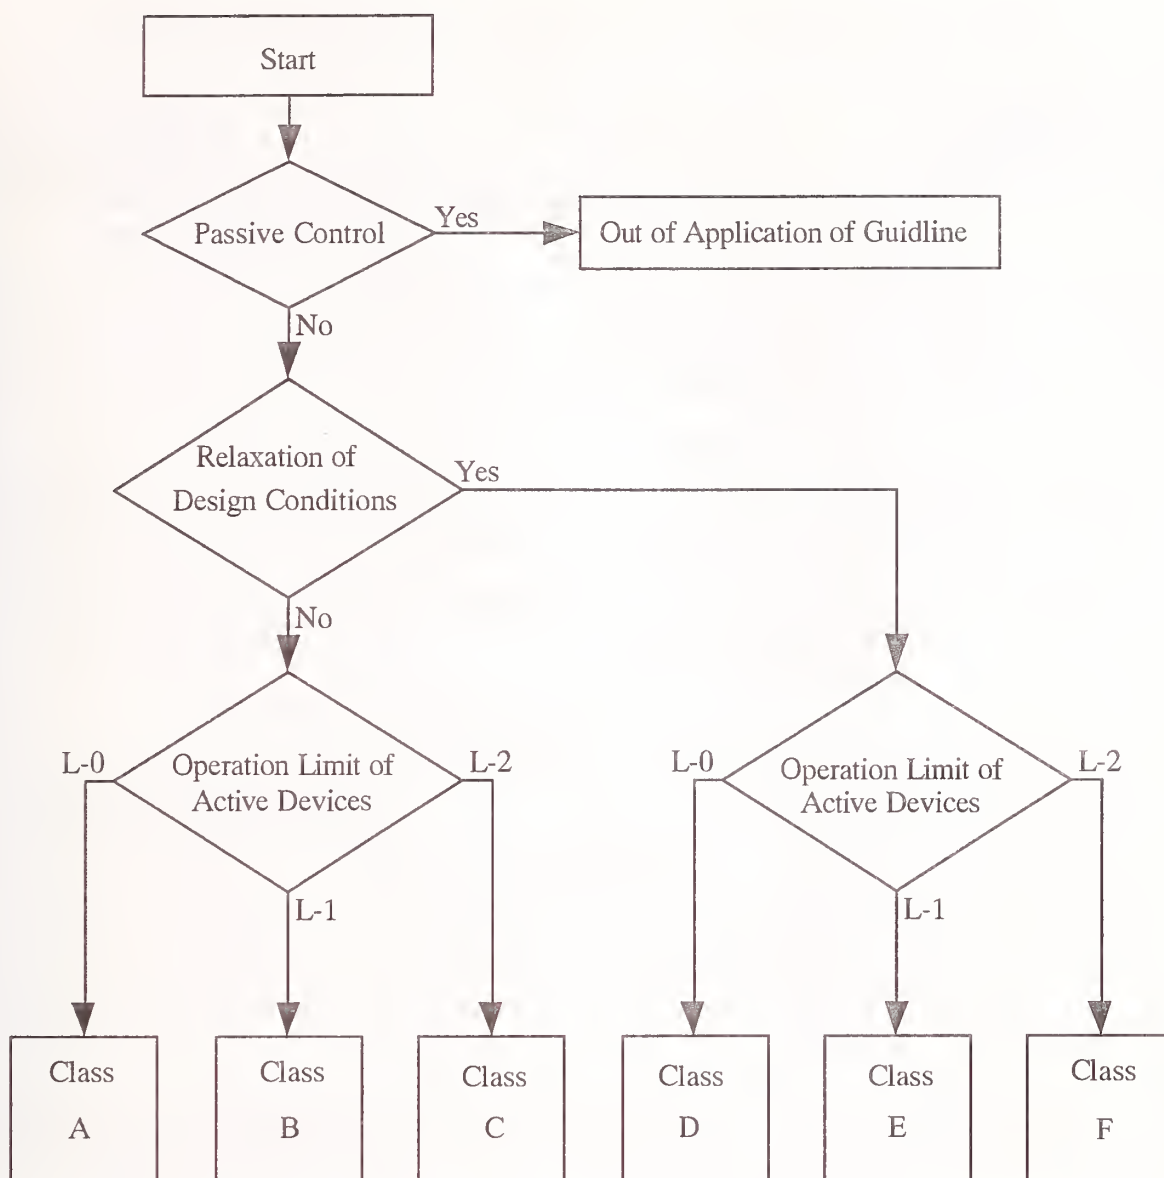 Start
Passive Control
Yes
Out of Application of Guidline
No
Relaxation of
Design Conditions
Yes
No
L-0
Operation Limit of
Active Devices
L-2
L-1
L-0
Operation Limit of
Active Devices
L-2
L-1
Class
A
Class
B
Class
C
Class
D
Class
E
Class
F